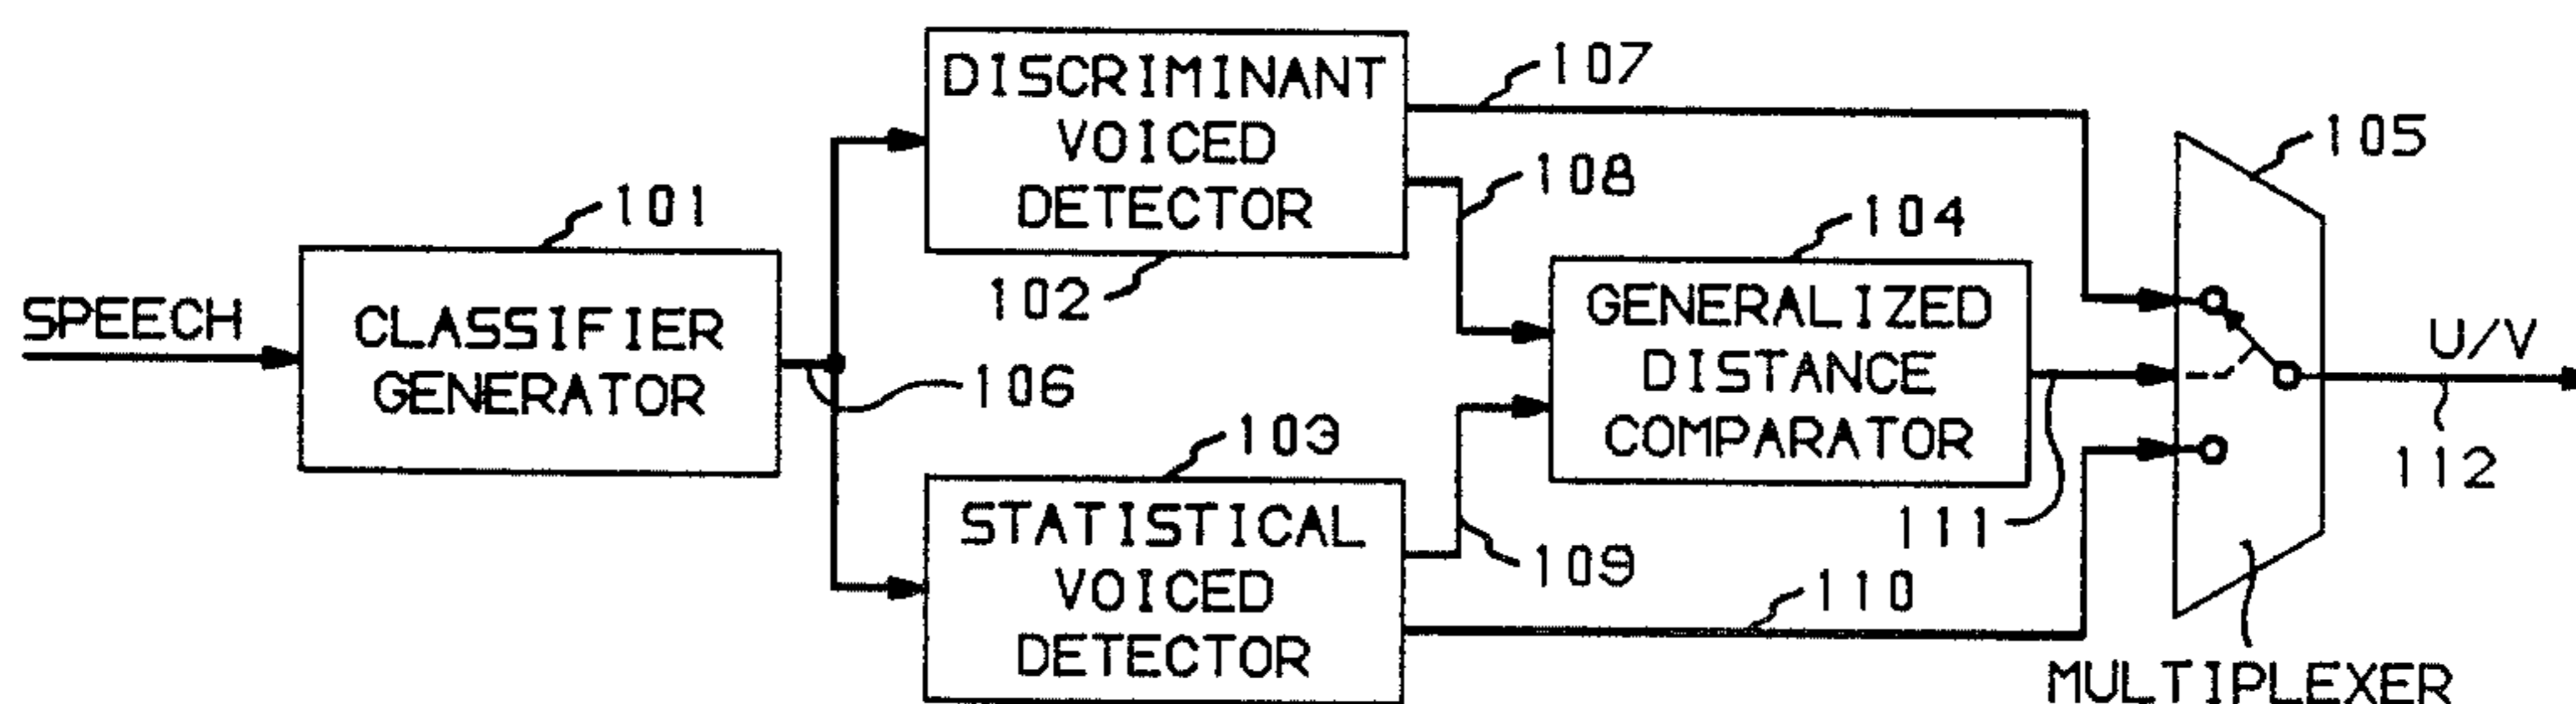 SPEECH
101
CLASSIFIER
GENERATOR
106
DISCRIMINANT
VOICED
DETECTOR
102
103
STATISTICAL
VOICED
DETECTOR
107
108
109
110
104
GENERALIZED
DISTANCE
COMPARATOR
111
105
MULTIPLEXER
U/V
112